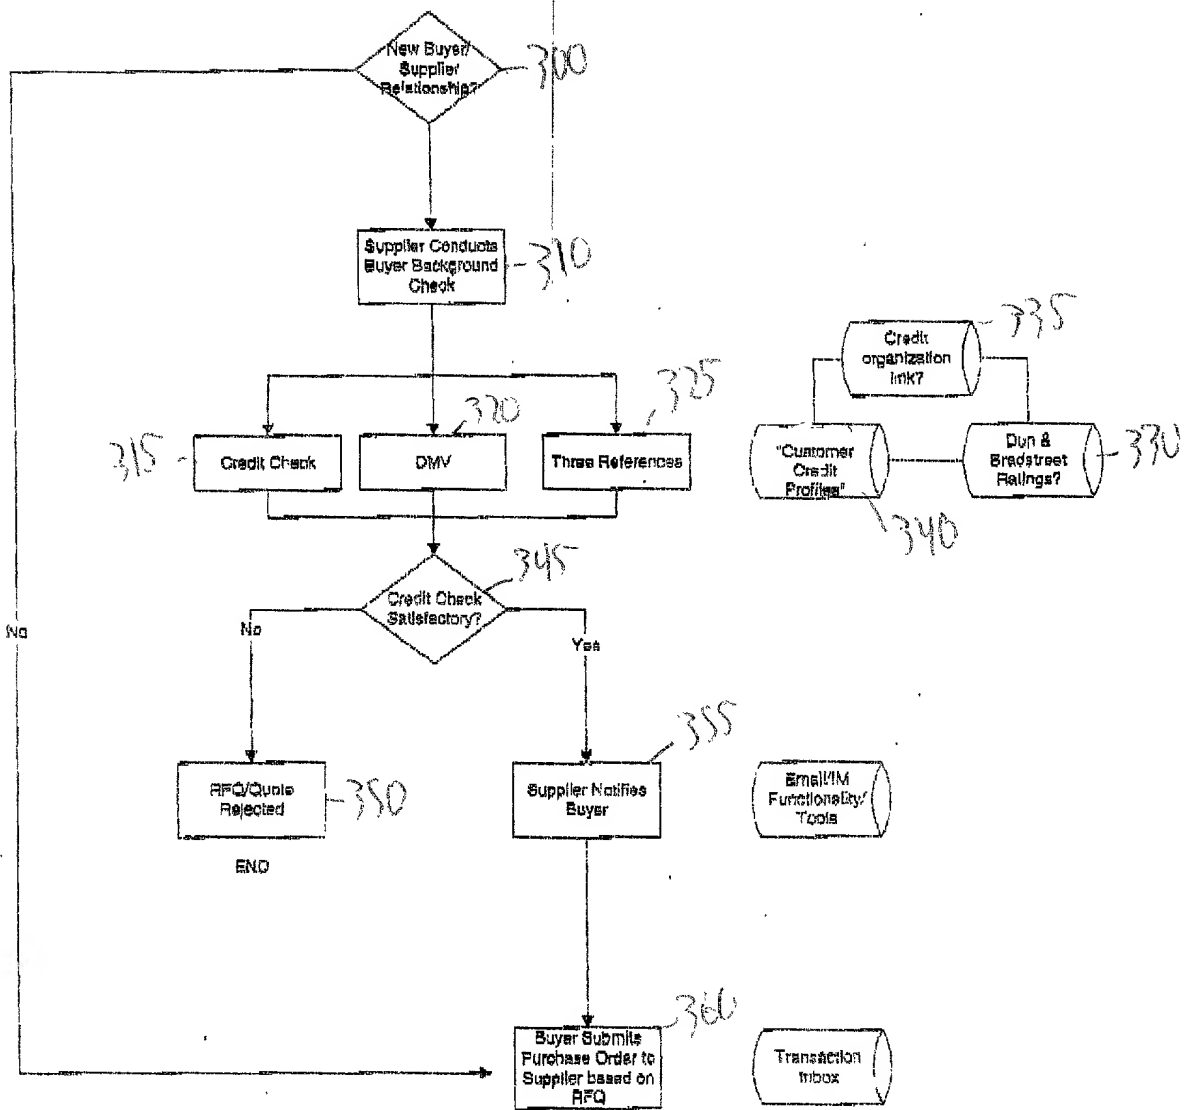 New Buyer/
Supplier
Relationship?
300
Supplier Conducts
Buyer Background
Check
310
335
Credit
organization
link?
325
320
315
Credit Check
DMV
Three References
"Customer
Credit
Profiles"
Dun &
Bradstreet
Ratings?
330
340
345
Credit Check
Satisfactory?
No
No
Yes
355
RFQ/Quote
Rejected
350
Supplier Notifies
Buyer
Email/IM
Functionality/
Tools
END
360
Buyer Submits
Purchase Order to
Supplier based on
RFQ
Transaction
Inbox